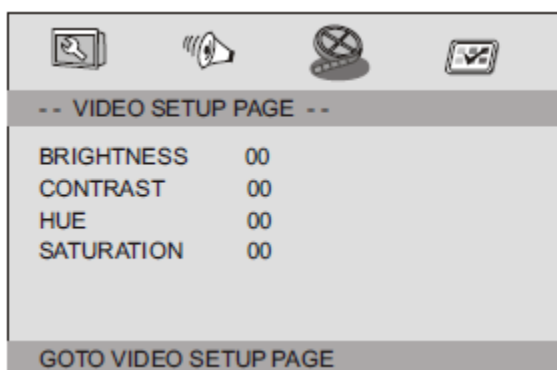 -- VIDEO SETUP PAGE --
BRIGHTNESS 00
CONTRAST 00
HUE 00
SATURATION 00
GOTO VIDEO SETUP PAGE